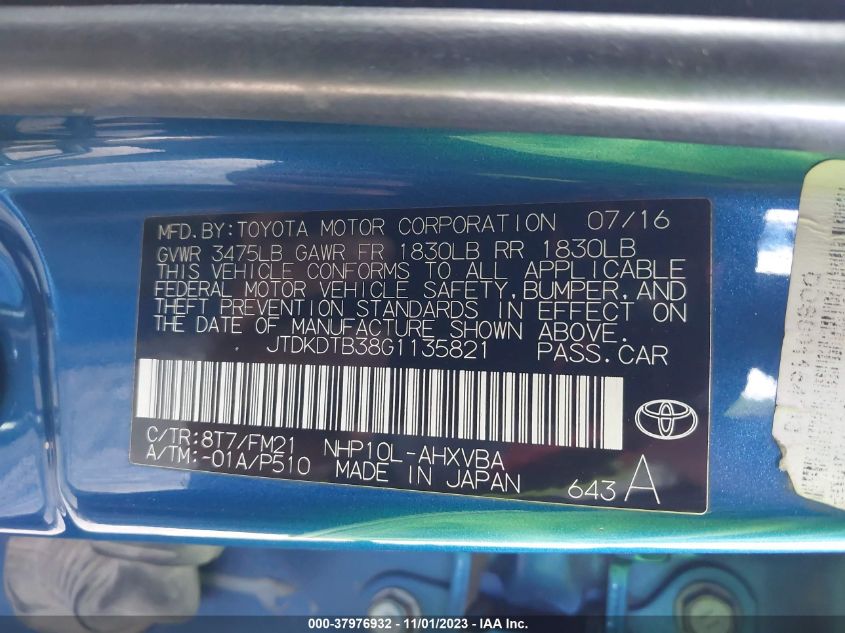 MFD.BY:TOYOTA MOTOR CORPORATION 07/16
GVWR 3475LB GAWR FR 1830LB RR 1830LB
THIS VEHICLE CONFORMS TO ALL APPLICABLE
FEDERAL MOTOR VEHICLE SAFETY,BUMPER,AND
THEFT PREVENTION STANDARDS IN EFFECT ON
THE DATE OF MANUFACTURE SHOWN ABOVE.
JTDKDTB38G1135821 PASS.CAR
C/TR:8T7/FM21 NHP10L-AHXVBA
A/TM:-01A/P510 MADE IN JAPAN
643 A
000-37976932 - 11/01/2023 - IAA Inc.